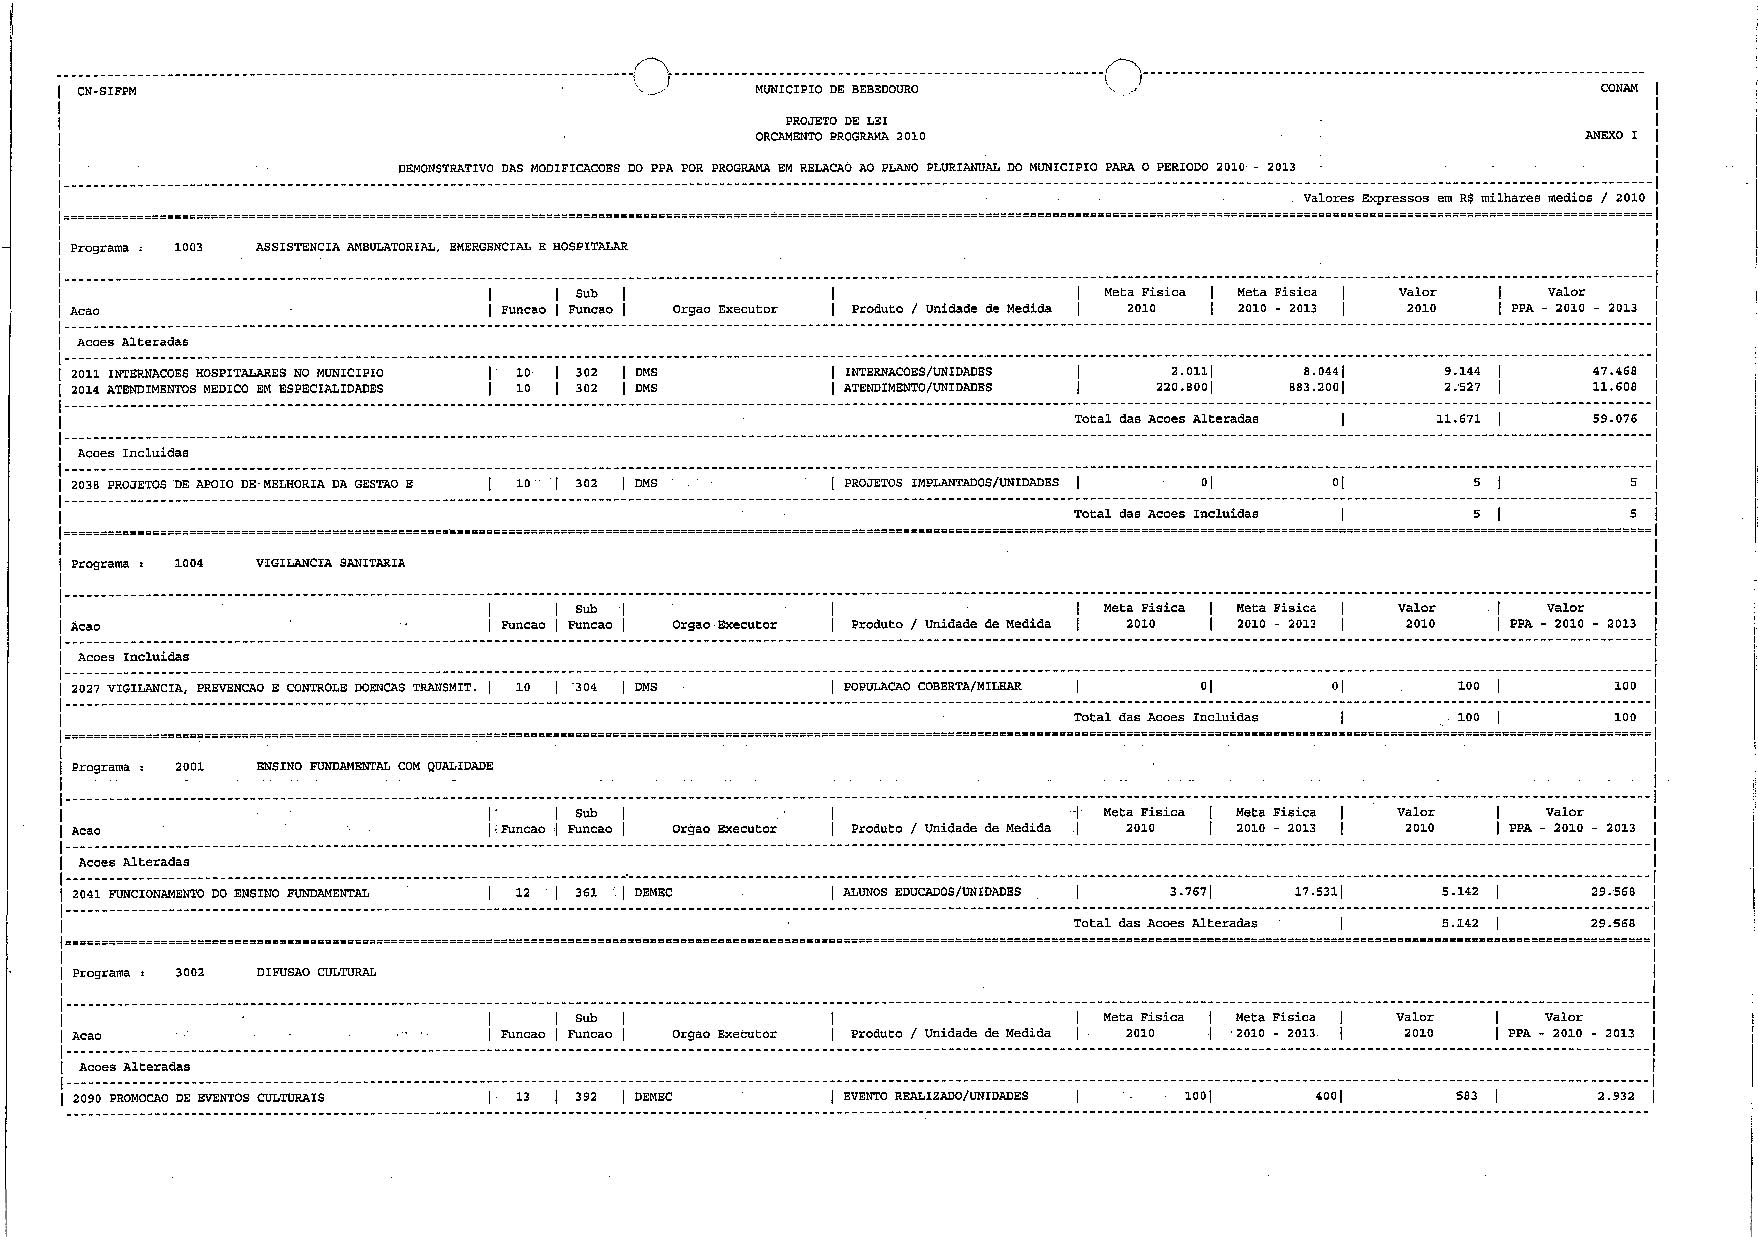 CN-SIFPM MUNICIPIO DE BEBEDOURO CONAM
PROJETO DE LEI
ORCAMENTO PROGRAMA 2010 ANEXO I
DEMONSTRATIVO DAS MODIFICACOES DO PPA POR PROGRAMA EM RELACAO AO PLANO PLURIANUAL DO MUNICIPIO PARA O PERIODO 2010 - 2013
Valores Expressos em R$ milhares medios / 2010
Programa : 1003 ASSISTENCIA AMBULATORIAL, EMERGENCIAL E HOSPITALAR
| | Sub | | | Meta Fisica | Meta Fisica | Valor | Valor
Acao | Funcao | Funcao | Orgao Executor | Produto / Unidade de Medida | 2010 | 2010 - 2013 | 2010 | PPA - 2010 - 2013
Acoes Alteradas
2011 INTERNACOES HOSPITALARES NO MUNICIPIO | 10 | 302 | DMS | INTERNACOES/UNIDADES | 2.011| 8.044| 9.144 | 47.468
2014 ATENDIMENTOS MEDICO EM ESPECIALIDADES | 10 | 302 | DMS | ATENDIMENTO/UNIDADES | 220.800| 883.200| 2.527 | 11.608
Total das Acoes Alteradas | 11.671 | 59.076
Acoes Incluidas
2038 PROJETOS DE APOIO DE MELHORIA DA GESTAO E | 10 | 302 | DMS | PROJETOS IMPLANTADOS/UNIDADES | 0| 0| 5 | 5
Total das Acoes Incluidas | 5 | 5
Programa : 1004 VIGILANCIA SANITARIA
| | Sub | | | Meta Fisica | Meta Fisica | Valor | Valor
Acao | Funcao | Funcao | Orgao Executor | Produto / Unidade de Medida | 2010 | 2010 - 2013 | 2010 | PPA - 2010 - 2013
Acoes Incluidas
2027 VIGILANCIA, PREVENCAO E CONTROLE DOENCAS TRANSMIT. | 10 | 304 | DMS | POPULACAO COBERTA/MILHAR | 0| 0| 100 | 100
Total das Acoes Incluidas | 100 | 100
Programa : 2001 ENSINO FUNDAMENTAL COM QUALIDADE
| | Sub | | | Meta Fisica | Meta Fisica | Valor | Valor
Acao | Funcao | Funcao | Orgao Executor | Produto / Unidade de Medida | 2010 | 2010 - 2013 | 2010 | PPA - 2010 - 2013
Acoes Alteradas
2041 FUNCIONAMENTO DO ENSINO FUNDAMENTAL | 12 | 361 | DEMEC | ALUNOS EDUCADOS/UNIDADES | 3.767| 17.531| 5.142 | 29.568
Total das Acoes Alteradas | 5.142 | 29.568
Programa : 3002 DIFUSAO CULTURAL
| | Sub | | | Meta Fisica | Meta Fisica | Valor | Valor
Acao | Funcao | Funcao | Orgao Executor | Produto / Unidade de Medida | 2010 | 2010 - 2013 | 2010 | PPA - 2010 - 2013
Acoes Alteradas
2090 PROMOCAO DE EVENTOS CULTURAIS | 13 | 392 | DEMEC | EVENTO REALIZADO/UNIDADES | 100| 400| 583 | 2.932